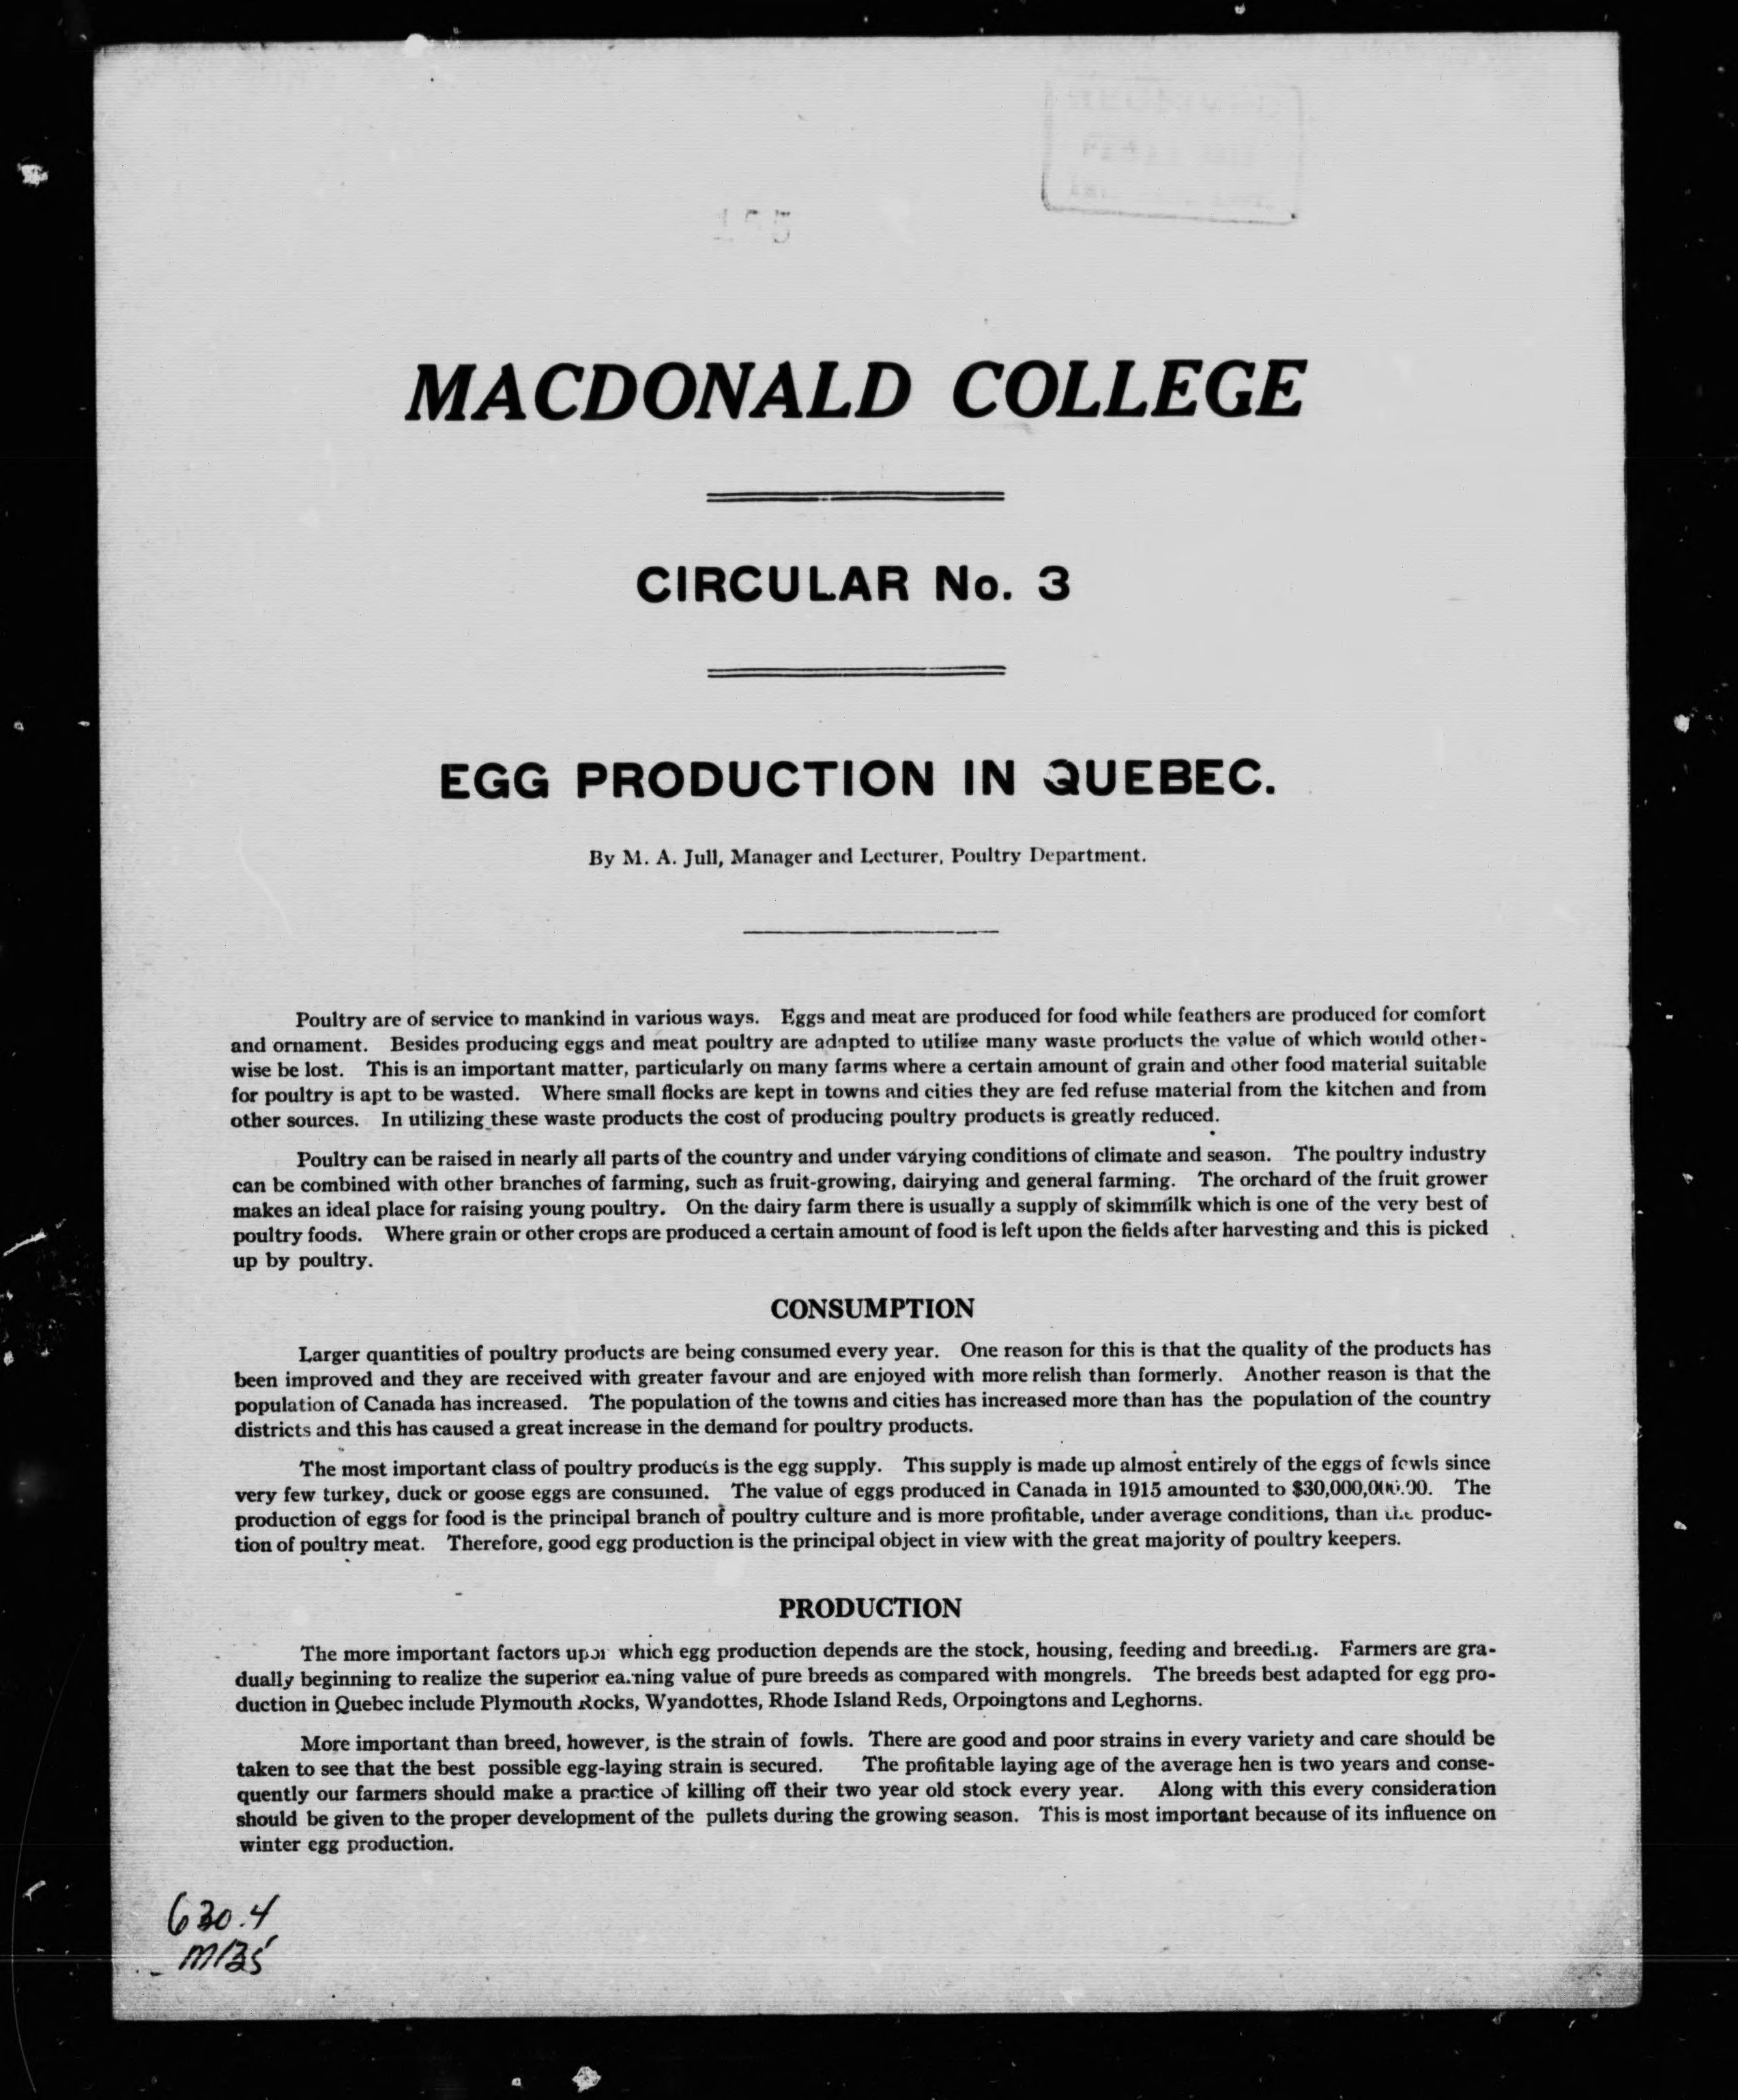 MACDONALD COLLEGE
CIRCULAR No. 3
EGG PRODUCTION IN QUEBEC.
By M. A. Jull, Manager and Lecturer, Poultry Department.
Poultry are of service to mankind in various ways. Eggs and meat are produced for food while feathers are produced for comfort
and ornament. Besides producing eggs and meat poultry are adapted to utilize many waste products the value of which would other-
wise be lost. This is an important matter, particularly on many farms where a certain amount of grain and other food material suitable
for poultry is apt to be wasted. Where small flocks are kept in towns and cities they are fed refuse material from the kitchen and from
other sources. In utilizing these waste products the cost of producing poultry products is greatly reduced.
Poultry can be raised in nearly all parts of the country and under varying conditions of climate and season. The poultry industry
can be combined with other branches of farming, such as fruit-growing, dairying and general farming. The orchard of the fruit grower
makes an ideal place for raising young poultry. On the dairy farm there is usually a supply of skimmilk which is one of the very best of
poultry foods. Where grain or other crops are produced a certain amount of food is left upon the fields after harvesting and this is picked
up by poultry.
CONSUMPTION
Larger quantities of poultry products are being consumed every year. One reason for this is that the quality of the products has
been improved and they are received with greater favour and are enjoyed with more relish than formerly. Another reason is that the
population of Canada has increased. The population of the towns and cities has increased more than has the population of the country
districts and this has caused a great increase in the demand for poultry products.
The most important class of poultry products is the egg supply. This supply is made up almost entirely of the eggs of fowls since
very few turkey, duck or goose eggs are consumed. The value of eggs produced in Canada in 1915 amounted to $30,000,000.00. The
production of eggs for food is the principal branch of poultry culture and is more profitable, under average conditions, than the produc-
tion of poultry meat. Therefore, good egg production is the principal object in view with the great majority of poultry keepers.
PRODUCTION
The more important factors upon which egg production depends are the stock, housing, feeding and breeding. Farmers are gra-
dually beginning to realize the superior earning value of pure breeds as compared with mongrels. The breeds best adapted for egg pro-
duction in Quebec include Plymouth Rocks, Wyandottes, Rhode Island Reds, Orpoingtons and Leghorns.
More important than breed, however, is the strain of fowls. There are good and poor strains in every variety and care should be
taken to see that the best possible egg-laying strain is secured. The profitable laying age of the average hen is two years and conse-
quently our farmers should make a practice of killing off their two year old stock every year. Along with this every consideration
should be given to the proper development of the pullets during the growing season. This is most important because of its influence on
winter egg production.
630.4
M135